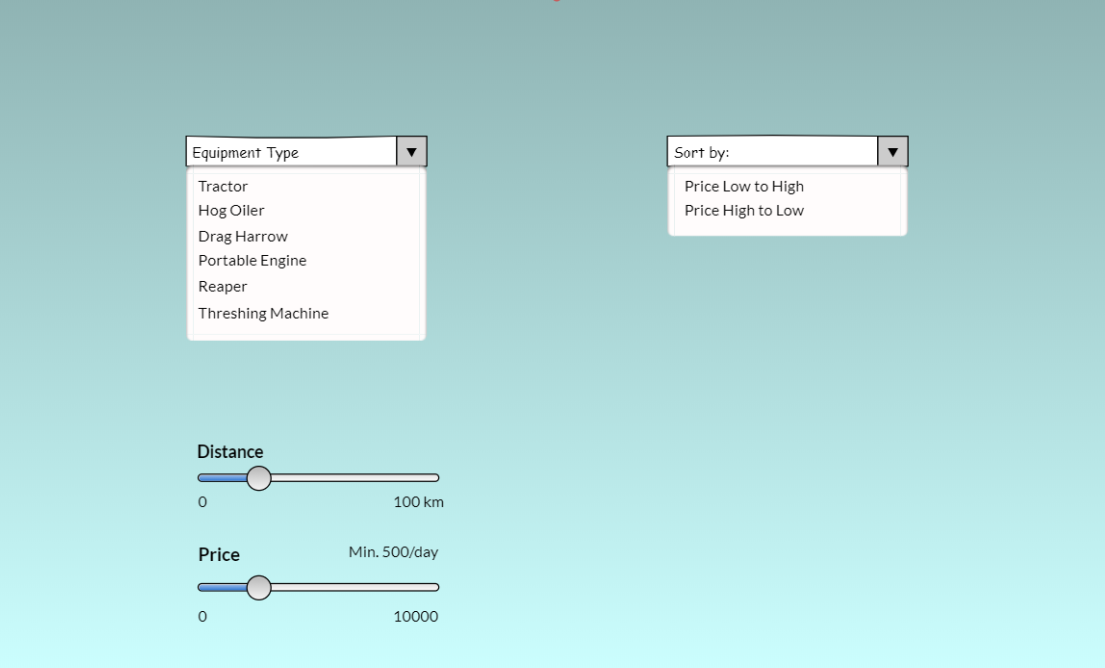 Equipment Type
Tractor
Hog Oiler
Drag Harrow
Portable Engine
Reaper
Threshing Machine
Sort by:
Price Low to High
Price High to Low
Distance
0 100 km
Price Min. 500/day
0 10000